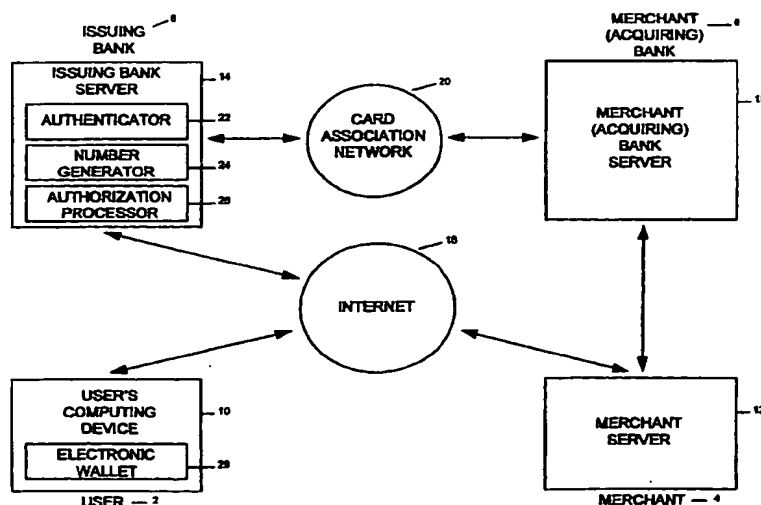 ISSUING
BANK
ISSUING BANK
SERVER
14
AUTHENTICATOR
22
NUMBER
GENERATOR
24
AUTHORIZATION
PROCESSOR
20
CARD
ASSOCIATION
NETWORK
MERCHANT
(ACQUIRING)
BANK
MERCHANT
(ACQUIRING)
BANK
SERVER
18
INTERNET
USER'S
COMPUTING
DEVICE
10
ELECTRONIC
WALLET
USER — 2
MERCHANT
SERVER
MERCHANT — 4